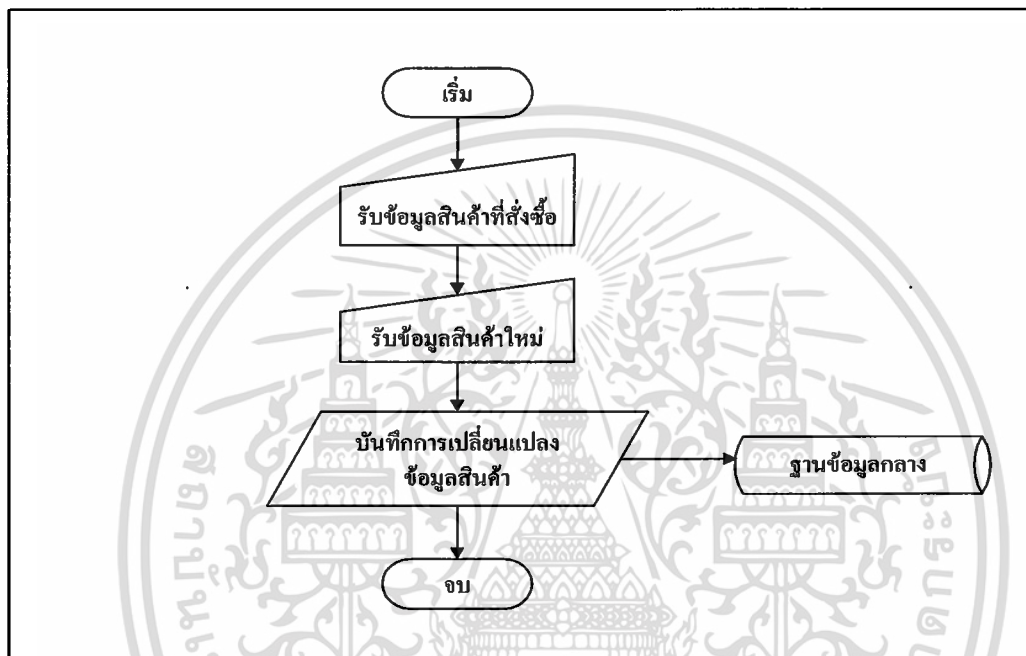 เริ่ม
รับข้อมูลสินค้าที่สั่งซื้อ
รับข้อมูลสินค้าใหม่
บันทึกการเปลี่ยนแปลง
ข้อมูลสินค้า
ฐานข้อมูลกลาง
จบ